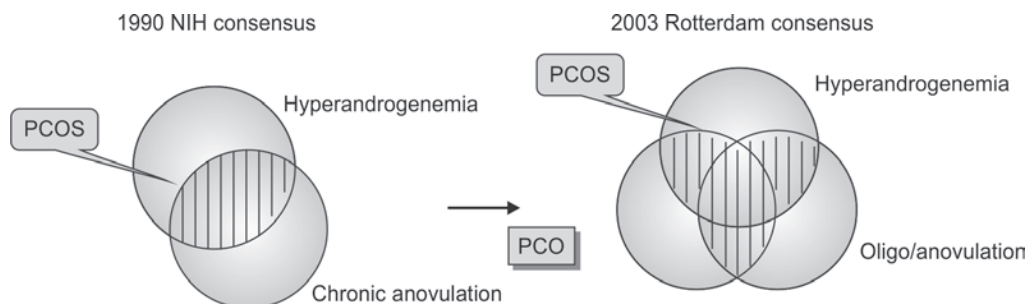 1990 NIH consensus
PCOS
Hyperandrogenemia
Chronic anovulation
2003 Rotterdam consensus
PCOS
Hyperandrogenemia
PCO
Oligo/anovulation